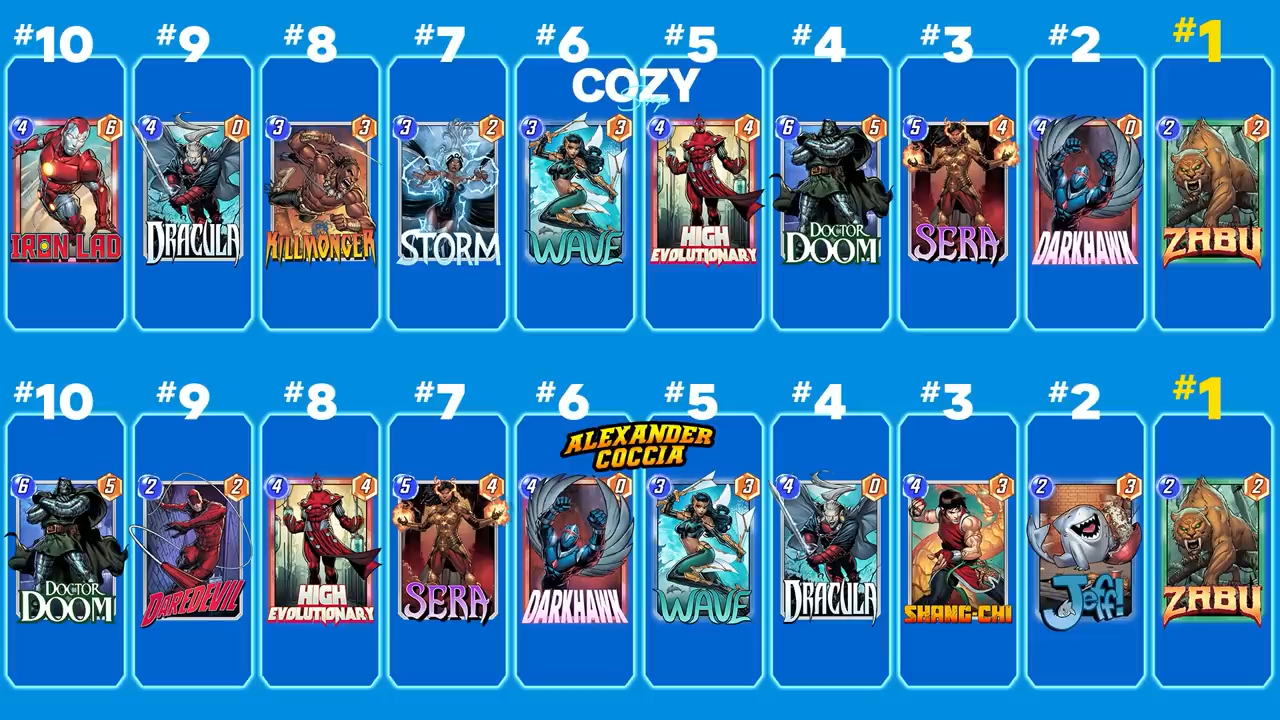 #10 #9 #8 #7 #6 #5 #4 #3 #2 #1
COZY
Snap
4 6 4 0 3 3 3 2 3 3 4 4 6 5 5 4 4 0 2 2
IRON LAD
DRACULA
KILLMONGER
STORM
WAVE
HIGH
EVOLUTIONARY
DOCTOR
DOOM
SERA
DARKHAWK
ZABU
#10 #9 #8 #7 #6 #5 #4 #3 #2 #1
ALEXANDER
COCCIA
6 5 2 2 4 4 5 4 4 0 3 3 4 0 4 3 2 3 2 2
DOCTOR
DOOM
DAREDEVIL
HIGH
EVOLUTIONARY
SERA
DARKHAWK
WAVE
DRACULA
SHANG-CHI
Jeff!
ZABU